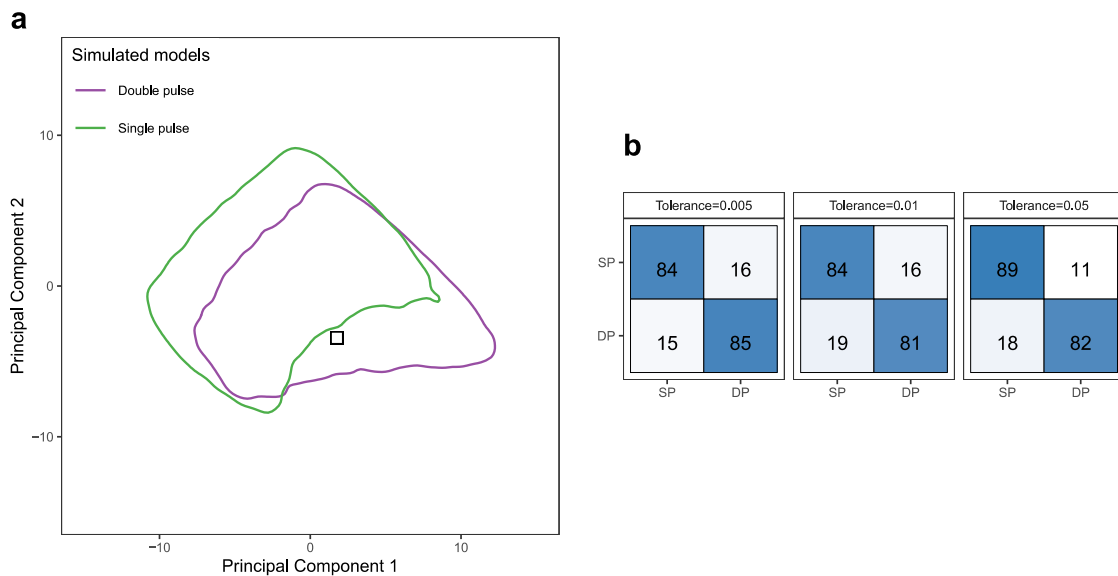 a
Simulated models
Double pulse
Single pulse
10
0
−10
Principal Component 2
−10 0 10
Principal Component 1
b
Tolerance=0.005 Tolerance=0.01 Tolerance=0.05
SP 84 16 84 16 89 11
DP 15 85 19 81 18 82
SP DP SP DP SP DP